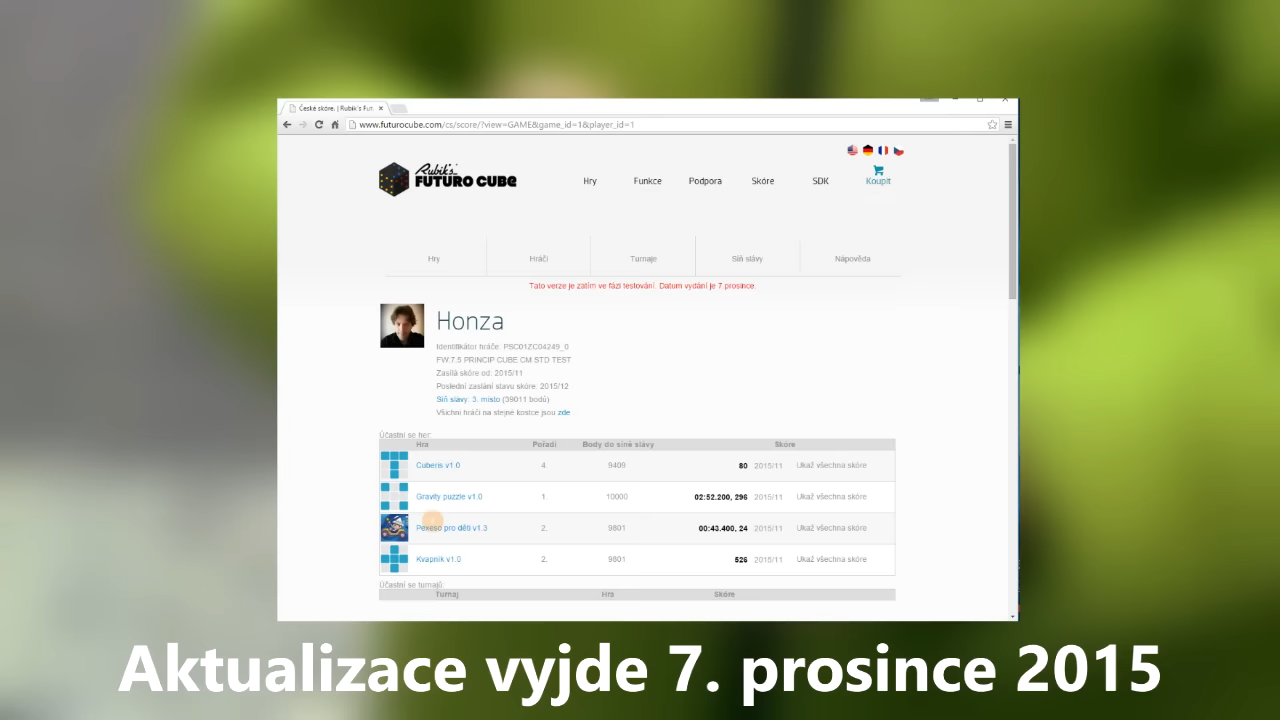 České skóre. | Rubik's Fut
www.futurocube.com/cs/score/?view=GAME&game_id=1&player_id=1
Rubik's
FUTURO CUBE
Hry Funkce Podpora Skóre SDK Koupit
Hry Hráči Turnaje Síň slávy Nápověda
Tato verze je zatím ve fázi testování. Datum vydání je 7.prosince.
Honza
Identifikátor hráče: PSC01ZC04249_0
FW:7.5 PRINCIP CUBE CM STD TEST
Zasílá skóre od: 2015/11
Poslední zaslání stavu skóre: 2015/12
Síň slávy: 3. místo (39011 bodů)
Všichni hráči na stejné kostce jsou zde
Účastní se her:
Hra Pořadí Body do síně slávy Skóre
Cuberis v1.0 4. 9409 80 2015/11 Ukaž všechna skóre
Gravity puzzle v1.0 1. 10000 02:52.200, 296 2015/11 Ukaž všechna skóre
Pexeso pro děti v1.3 2. 9801 00:43.400, 24 2015/11 Ukaž všechna skóre
Kvapník v1.0 2. 9801 526 2015/11 Ukaž všechna skóre
Účastní se turnajů:
Turnaj Hra Skóre
Aktualizace vyjde 7. prosince 2015